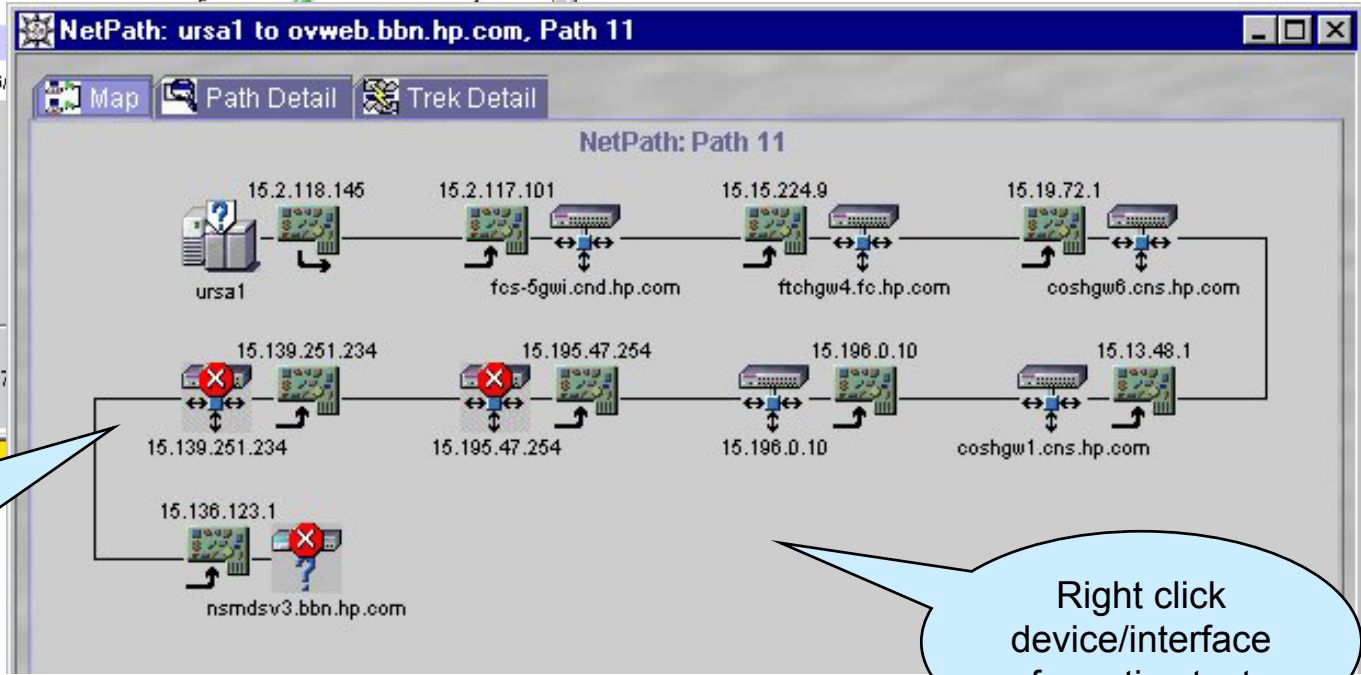 NetPath: ursa1 to ovweb.bbn.hp.com, Path 11
Map Path Detail Trek Detail
NetPath: Path 11
15.2.118.145 15.2.117.101 15.15.224.9 15.19.72.1
ursa1 fcs-5gwi.cnd.hp.com ftchgw4.fc.hp.com coshgw6.cns.hp.com
15.139.251.234 15.195.47.254 15.196.0.10 15.13.48.1
15.139.251.234 15.195.47.254 15.196.0.10 coshgw1.cns.hp.com
15.136.123.1
nsmdsv3.bbn.hp.com
Right click
device/interface